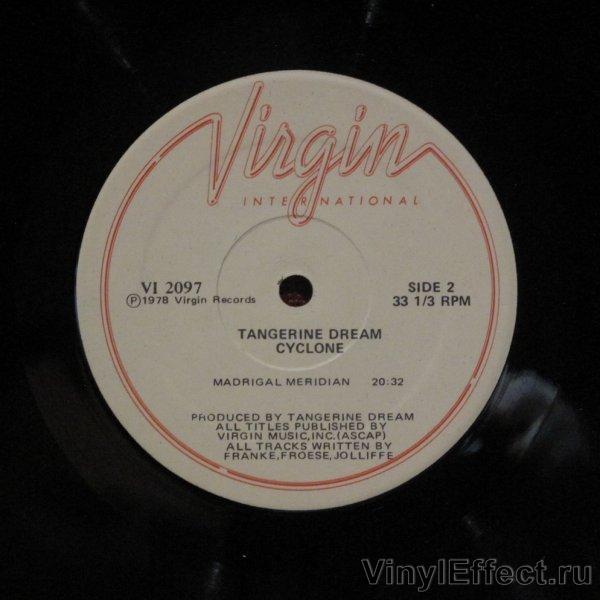 Virgin
INTERNATIONAL
VI 2097
SIDE 2
Ⓟ1978 Virgin Records
33 1/3 RPM
TANGERINE DREAM
CYCLONE
MADRIGAL MERIDIAN 20:32
PRODUCED BY TANGERINE DREAM
ALL TITLES PUBLISHED BY
VIRGIN MUSIC,INC.(ASCAP)
ALL TRACKS WRITTEN BY
FRANKE,FROESE,JOLLIFFE
VinylEffect.ru